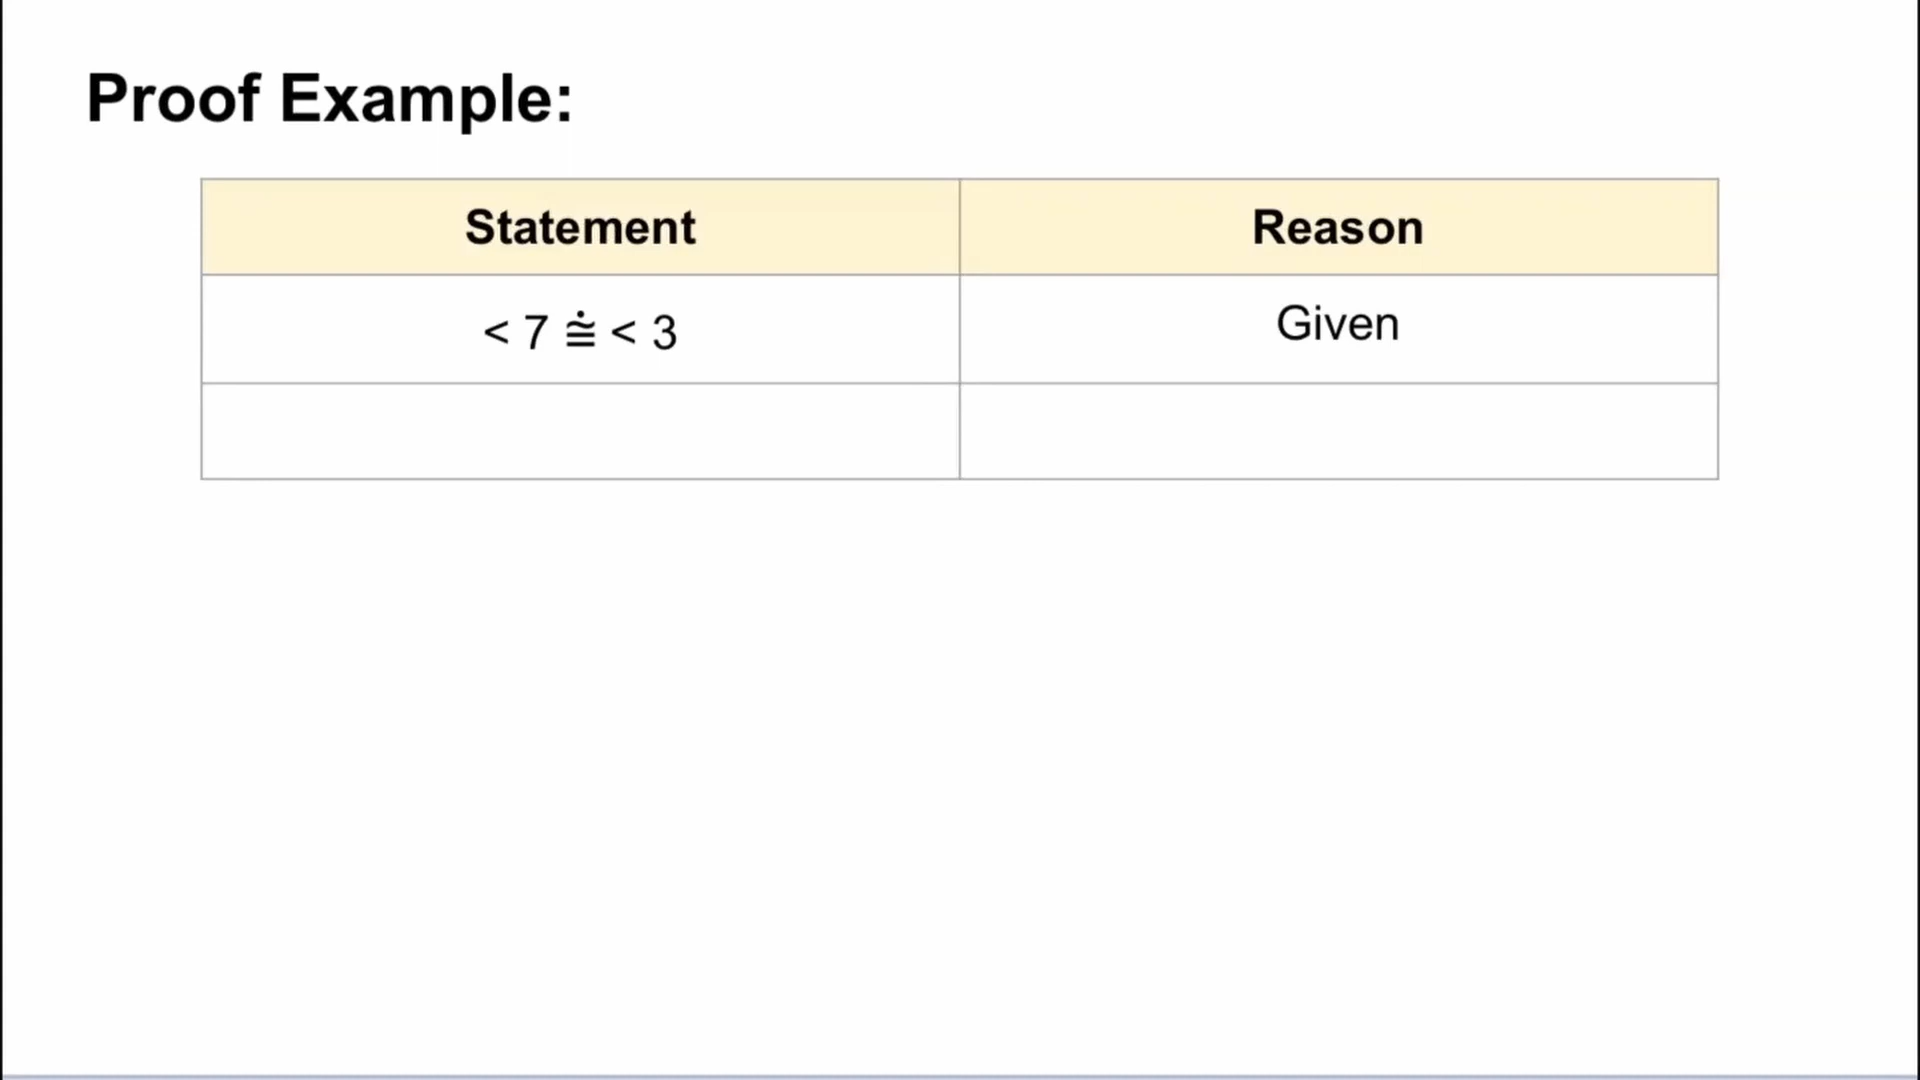 Proof Example:
Statement
Reason
< 7 ≅̇ < 3
Given